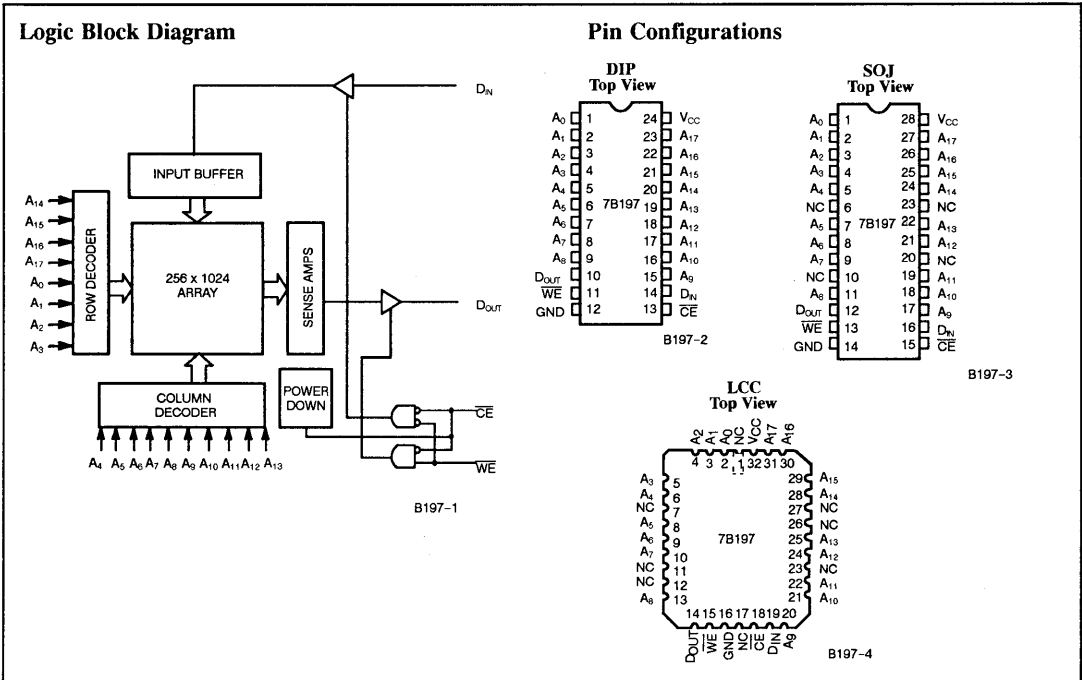 Logic Block Diagram
D_IN
INPUT BUFFER
A14
A15
A16
A17
A0
A1
A2
A3
ROW DECODER
256 x 1024
ARRAY
SENSE AMPS
D_OUT
COLUMN
DECODER
POWER
DOWN
CE
WE
A4 A5 A6 A7 A8 A9 A10 A11 A12 A13
B197–1
Pin Configurations
DIP
Top View
A0 1 24 VCC
A1 2 23 A17
A2 3 22 A16
A3 4 21 A15
A4 5 20 A14
A5 6 7B197 19 A13
A6 7 18 A12
A7 8 17 A11
A8 9 16 A10
DOUT 10 15 A9
WE 11 14 DIN
GND 12 13 CE
B197–2
SOJ
Top View
A0 1 28 VCC
A1 2 27 A17
A2 3 26 A16
A3 4 25 A15
A4 5 24 A14
NC 6 23 NC
A5 7 7B197 22 A13
A6 8 21 A12
A7 9 20 NC
NC 10 19 A11
A8 11 18 A10
DOUT 12 17 A9
WE 13 16 DIN
GND 14 15 CE
B197–3
LCC
Top View
A2 A1 A0 NC VCC A17 A16
4 3 2 1 32 31 30
A3 5 29 A15
A4 6 28 A14
NC 7 27 NC
A5 8 26 NC
A6 9 7B197 25 A13
A7 10 24 A12
NC 11 23 NC
NC 12 22 A11
A8 13 21 A10
14 15 16 17 18 19 20
DOUT WE GND NC CE DIN A9
B197–4